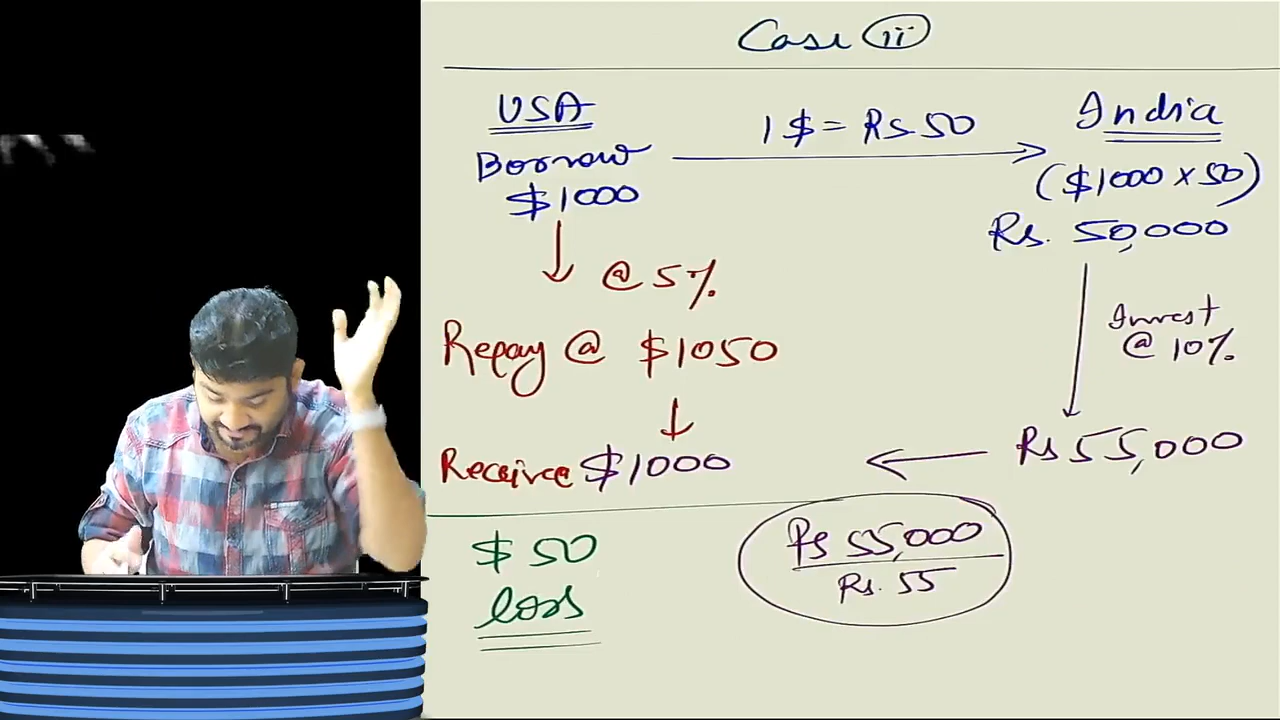 Case ii
USA
1$ = Rs 50
India
Borrow
$1000
($1000 x 50)
Rs. 50,000
@ 5%
Invest
@ 10%
Repay @ $1050
Rs 55,000
Receive $1000
Rs 55,000
Rs. 55
$50
loss